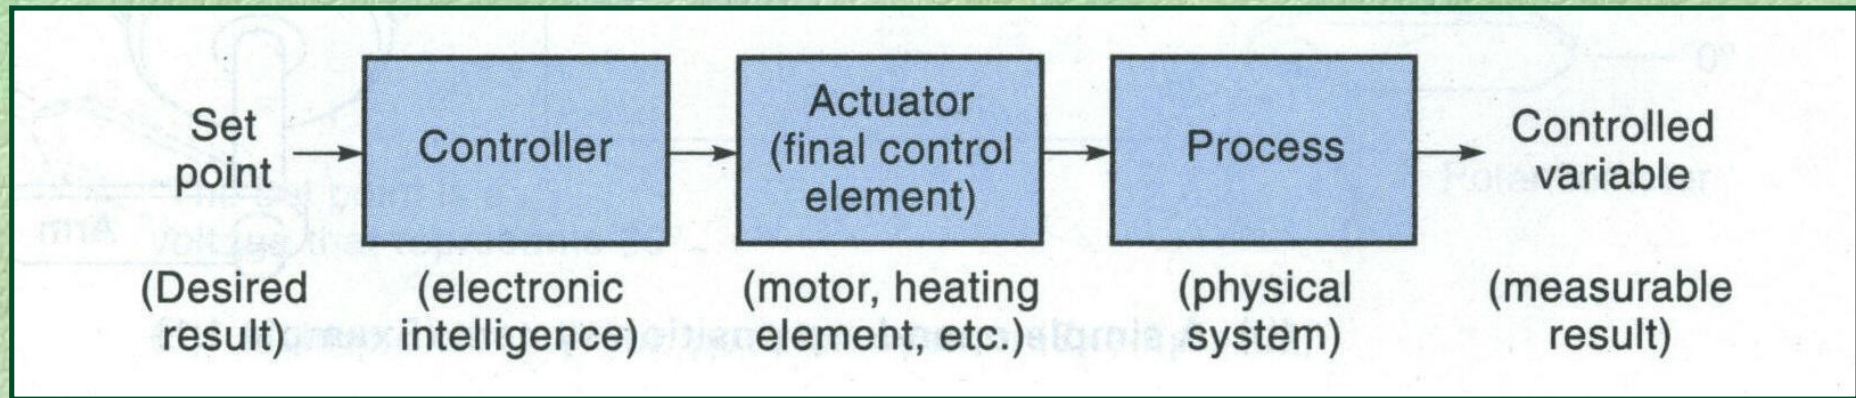 Set
point
Controller
Actuator
(final control
element)
Process
Controlled
variable
(Desired
result)
(electronic
intelligence)
(motor, heating
element, etc.)
(physical
system)
(measurable
result)